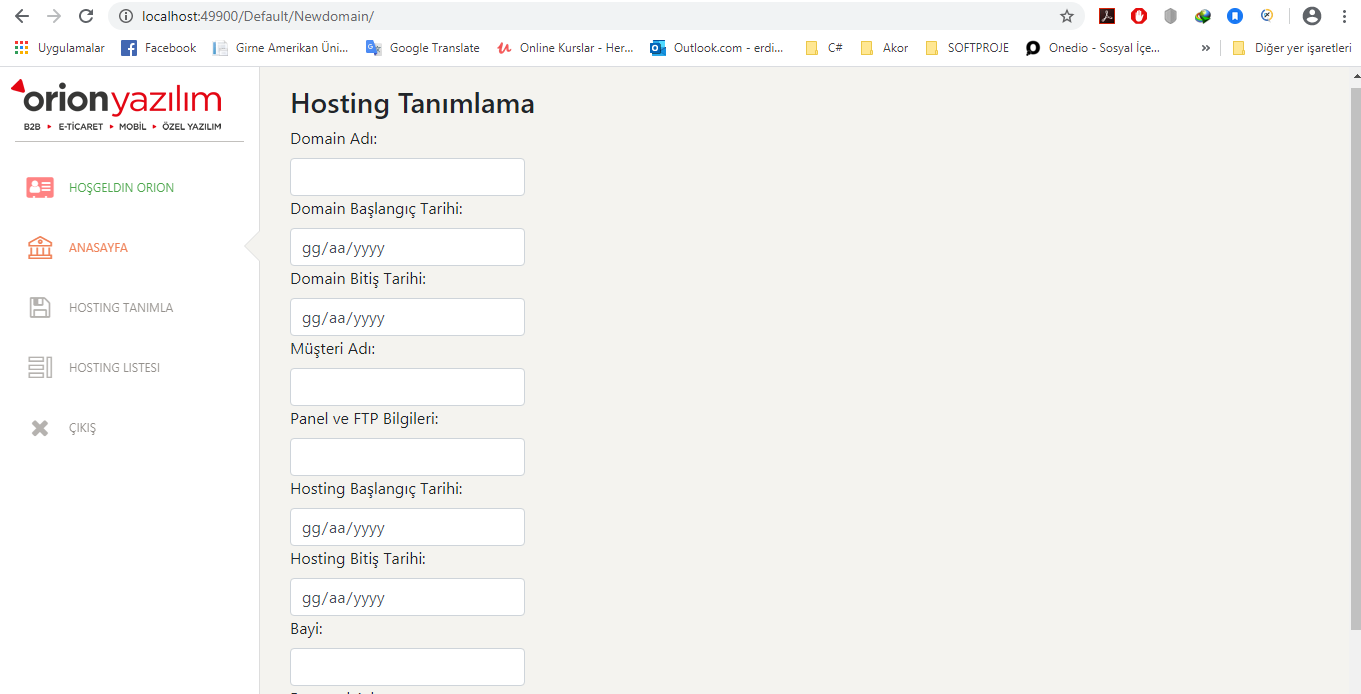 localhost:49900/Default/Newdomain/
Uygulamalar Facebook Girne Amerikan Üni... Google Translate Online Kurslar - Her... Outlook.com - erdi... C# Akor SOFTPROJE Onedio - Sosyal İçe... » Diğer yer işaretleri
orionyazılım
B2B ▸ E-TİCARET ▸ MOBİL ▸ ÖZEL YAZILIM
HOŞGELDIN ORION
ANASAYFA
HOSTING TANIMLA
HOSTING LISTESI
ÇIKIŞ
Hosting Tanımlama
Domain Adı:
Domain Başlangıç Tarihi:
gg/aa/yyyy
Domain Bitiş Tarihi:
gg/aa/yyyy
Müşteri Adı:
Panel ve FTP Bilgileri:
Hosting Başlangıç Tarihi:
gg/aa/yyyy
Hosting Bitiş Tarihi:
gg/aa/yyyy
Bayi: